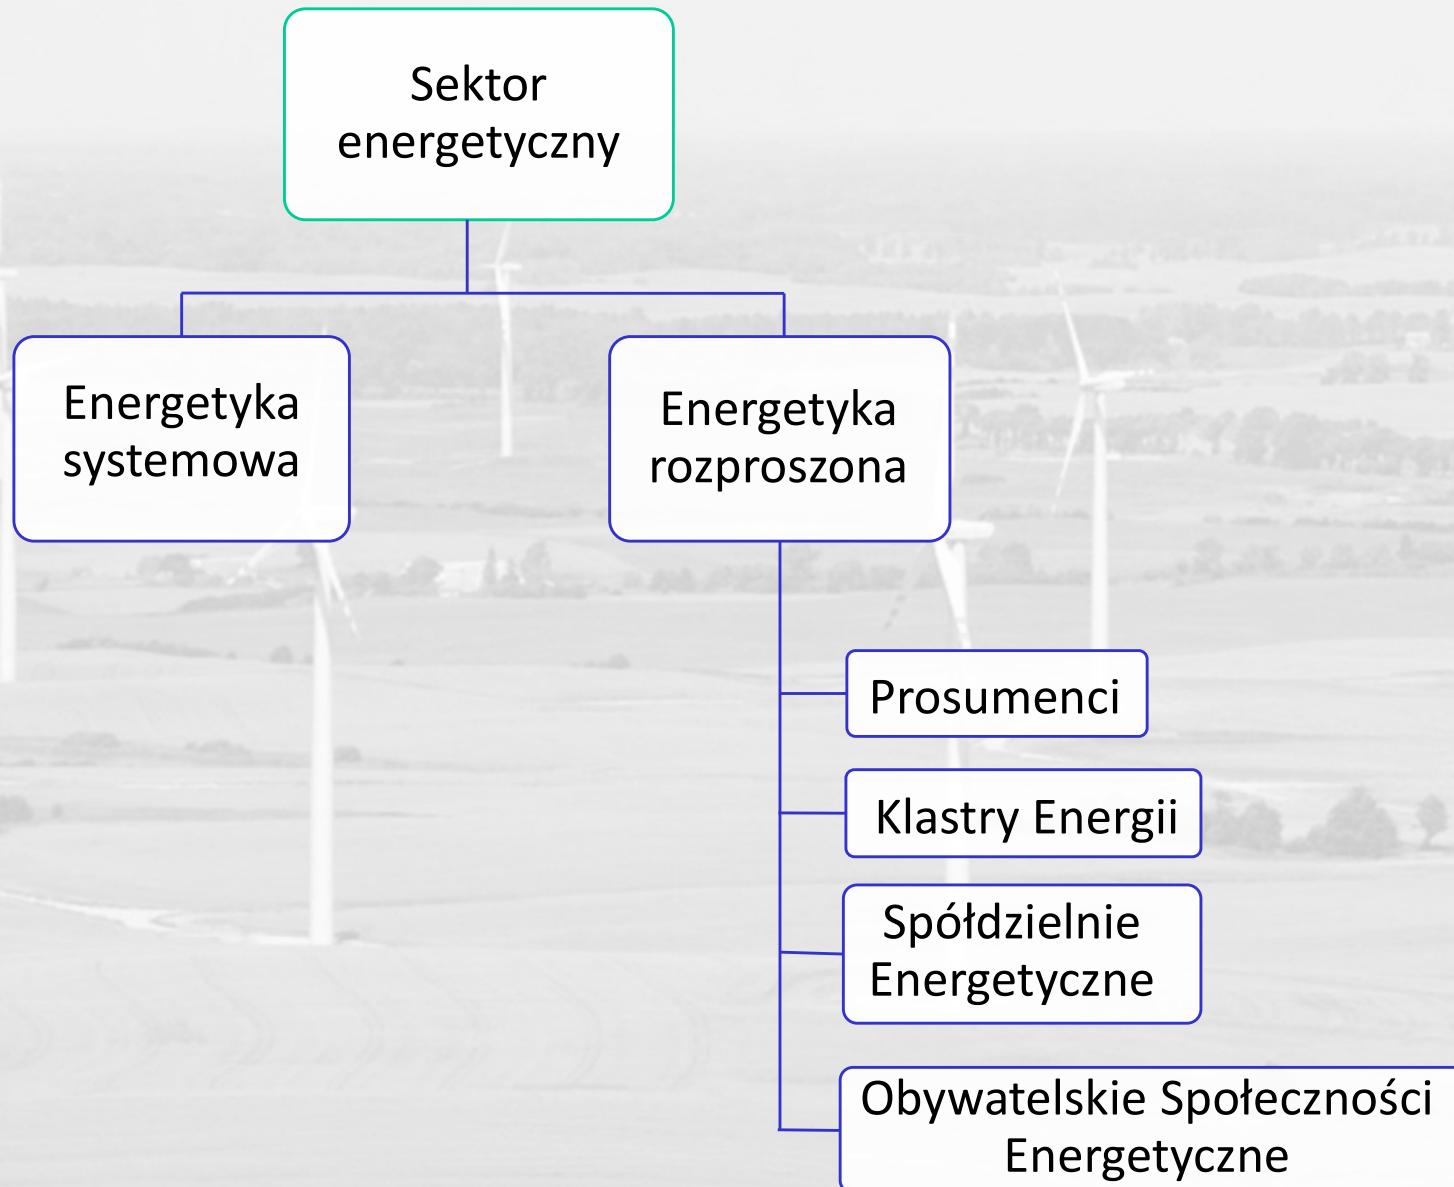 Sektor
energetyczny
Energetyka
systemowa
Energetyka
rozproszona
Prosumenci
Klastry Energii
Spółdzielnie
Energetyczne
Obywatelskie Społeczności
Energetyczne